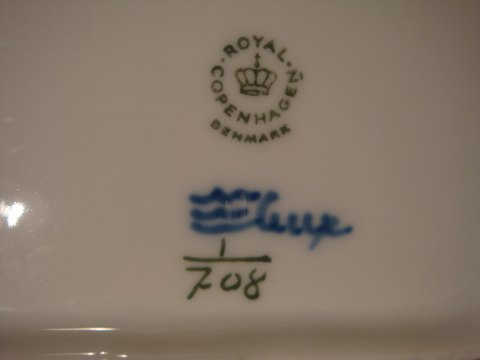 ROYAL COPENHAGEN
DENMARK
1
708